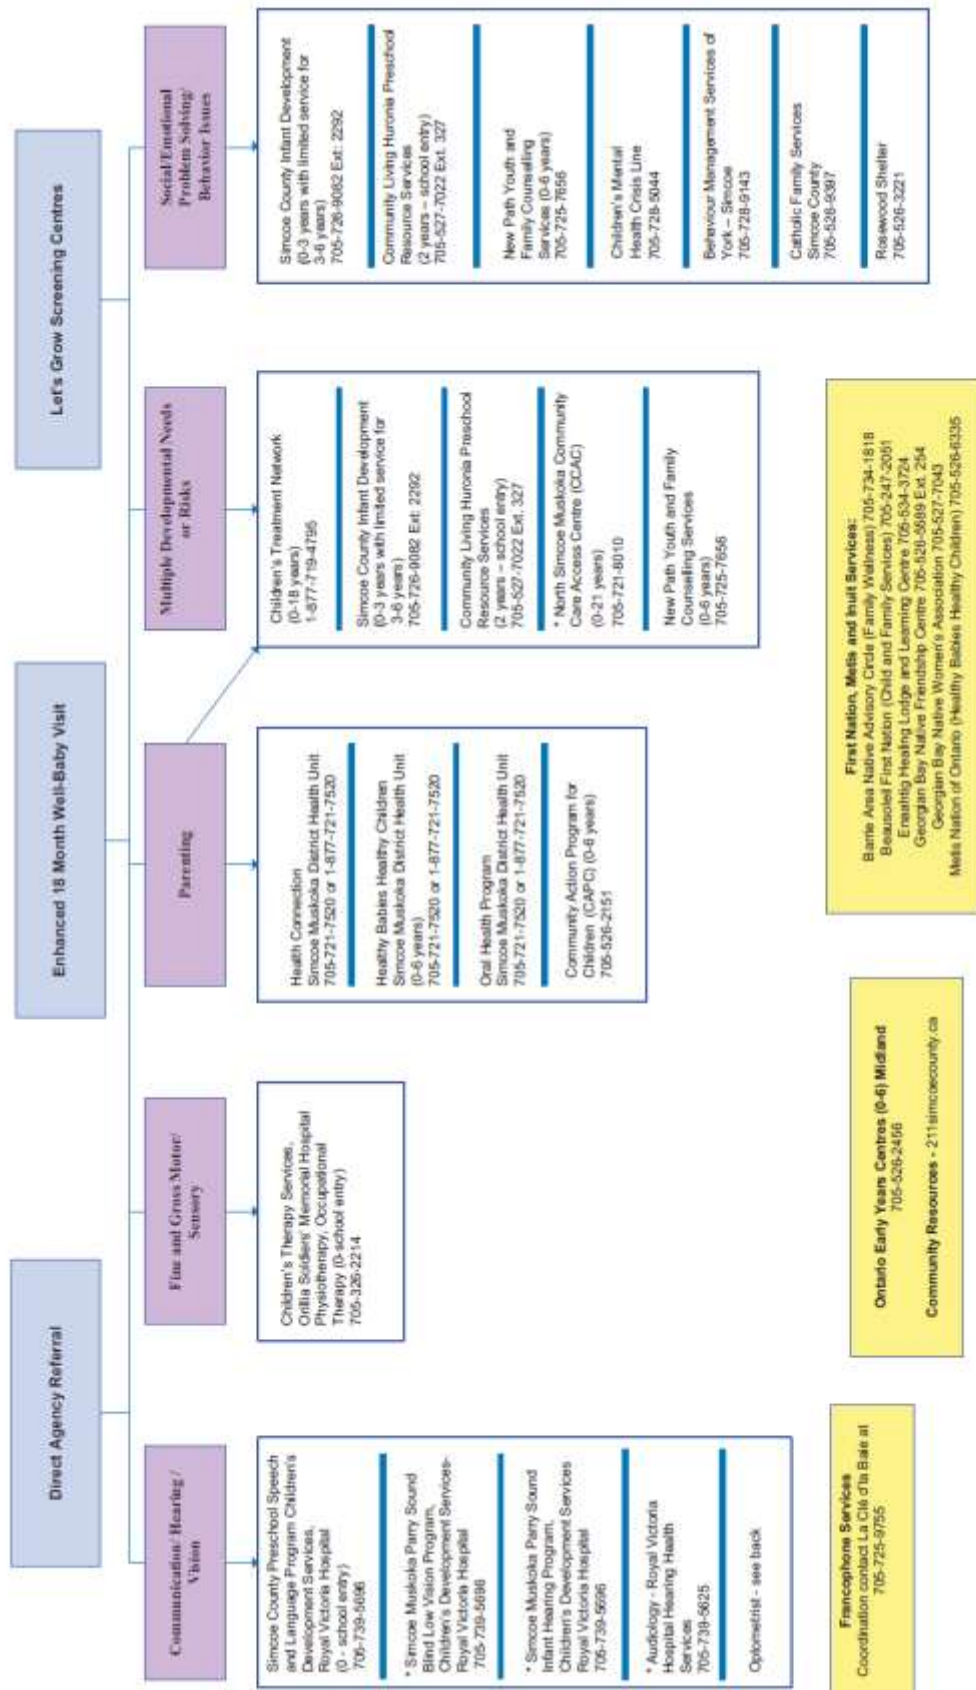 Direct Agency Referral
Enhanced 18 Month Well-Baby Visit
Let's Grow Screening Centres
Communication/ Hearing /
Vision
Fine and Gross Motor/
Sensory
Parenting
Multiple Developmental Needs
or Risks
Social/Emotional
Problem Solving/
Behavior Issues
Simcoe County Preschool Speech
and Language Program Children's
Development Services,
Royal Victoria Hospital
(0 - school entry)
705-739-5696
* Simcoe Muskoka Parry Sound
Blind Low Vision Program,
Children's Development Services-
Royal Victoria Hospital
705-739-5696
* Simcoe Muskoka Parry Sound
Infant Hearing Program,
Children's Development Services
Royal Victoria Hospital
705-739-5696
* Audiology - Royal Victoria
Hospital Hearing Health
Services
705-739-5625
Optometrist - see back
Children's Therapy Services,
Orillia Soldiers' Memorial Hospital
Physiotherapy, Occupational
Therapy (0-school entry)
705-326-2214
Health Connection
Simcoe Muskoka District Health Unit
705-721-7520 or 1-877-721-7520
Healthy Babies Healthy Children
Simcoe Muskoka District Health Unit
(0-6 years)
705-721-7520 or 1-877-721-7520
Oral Health Program
Simcoe Muskoka District Health Unit
705-721-7520 or 1-877-721-7520
Community Action Program for
Children (CAPC) (0-6 years)
705-526-2151
Children's Treatment Network
(0-18 years)
1-877-719-4795
Simcoe County Infant Development
(0-3 years with limited service for
3-6 years)
705-726-9082 Ext: 2292
Community Living Huronia Preschool
Resource Services
(2 years – school entry)
705-527-7022 Ext. 327
* North Simcoe Muskoka Community
Care Access Centre (CCAC)
(0-21 years)
705-721-8010
New Path Youth and Family
Counseling Services
(0-6 years)
705-725-7656
Simcoe County Infant Development
(0-3 years with limited service for
3-6 years)
705-726-9082 Ext: 2292
Community Living Huronia Preschool
Resource Services
(2 years – school entry)
705-527-7022 Ext. 327
New Path Youth and
Family Counseling
Services (0-6 years)
705-725-7656
Children's Mental
Health Crisis Line
705-728-5044
Behaviour Management Services of
York – Simcoe
705-728-9143
Catholic Family Services
Simcoe County
705-526-9397
Rosewood Shelter
705-526-3221
Francophone Services
Coordination contact La Clé d'la Baie at
705-725-9755
Ontario Early Years Centres (0-6) Midland
705-526-2456
Community Resources - 211simcoecounty.ca
First Nation, Metis and Inuit Services:
Barrie Area Native Advisory Circle (Family Wellness) 705-734-1818
Beausoleil First Nation (Child and Family Services) 705-247-2051
Enaahtig Healing Lodge and Learning Centre 705-534-3724
Georgian Bay Native Friendship Centre 705-526-5589 Ext. 254
Georgian Bay Native Women's Association 705-527-7043
Metis Nation of Ontario (Healthy Babies Healthy Children) 705-526-6335